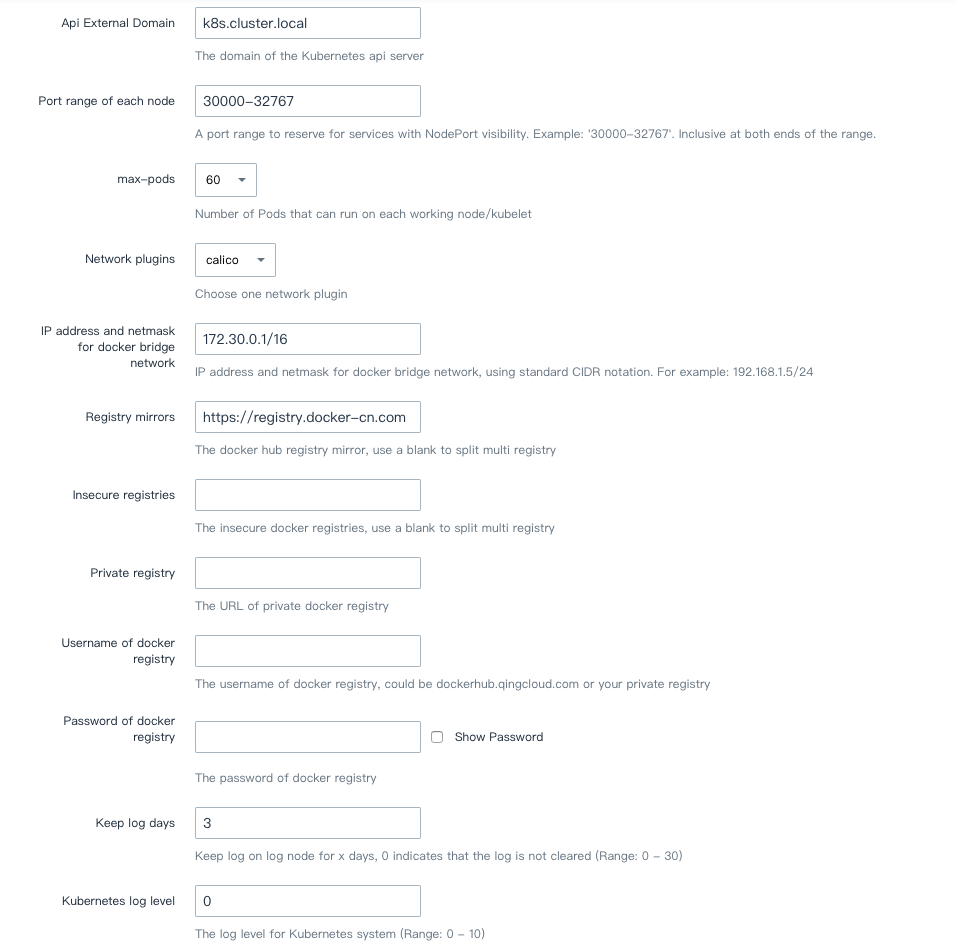 Api External Domain
k8s.cluster.local
The domain of the Kubernetes api server
Port range of each node
30000-32767
A port range to reserve for services with NodePort visibility. Example: '30000-32767'. Inclusive at both ends of the range.
max-pods
60
Number of Pods that can run on each working node/kubelet
Network plugins
calico
Choose one network plugin
IP address and netmask
for docker bridge
network
172.30.0.1/16
IP address and netmask for docker bridge network, using standard CIDR notation. For example: 192.168.1.5/24
Registry mirrors
https://registry.docker-cn.com
The docker hub registry mirror, use a blank to split multi registry
Insecure registries
The insecure docker registries, use a blank to split multi registry
Private registry
The URL of private docker registry
Username of docker
registry
The username of docker registry, could be dockerhub.qingcloud.com or your private registry
Password of docker
registry
Show Password
The password of docker registry
Keep log days
3
Keep log on log node for x days, 0 indicates that the log is not cleared (Range: 0 - 30)
Kubernetes log level
0
The log level for Kubernetes system (Range: 0 - 10)